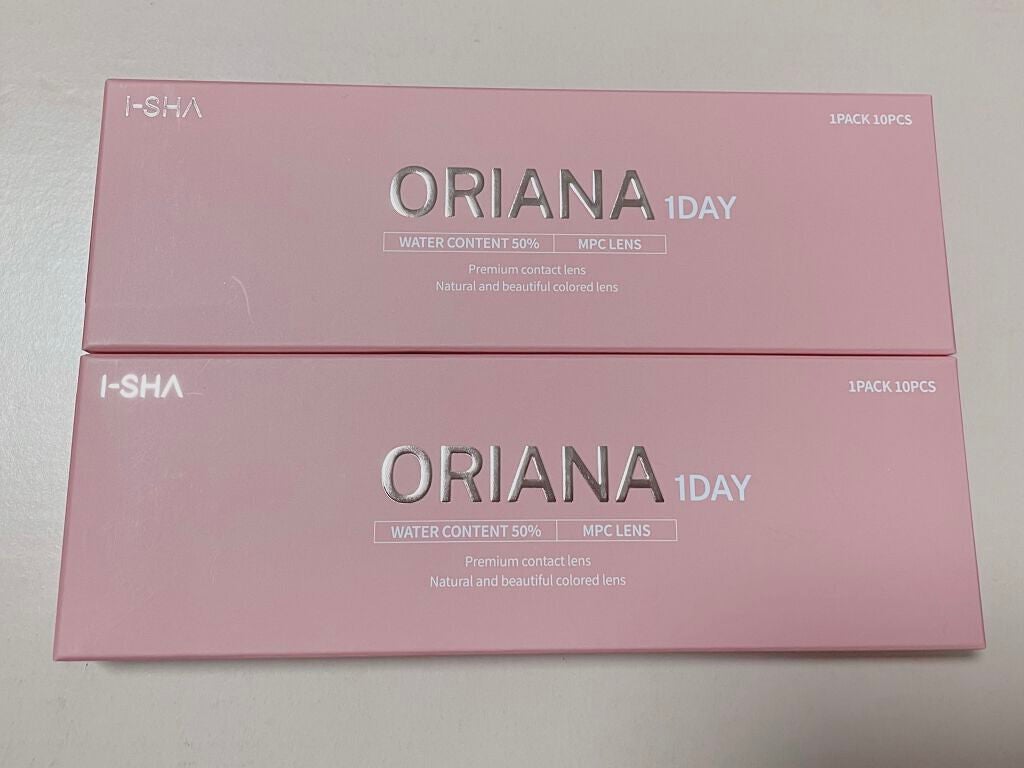 I-SHA
1PACK 10PCS
ORIANA 1DAY
WATER CONTENT 50% MPC LENS
Premium contact lens
Natural and beautiful colored lens
I-SHA
1PACK 10PCS
ORIANA 1DAY
WATER CONTENT 50% MPC LENS
Premium contact lens
Natural and beautiful colored lens